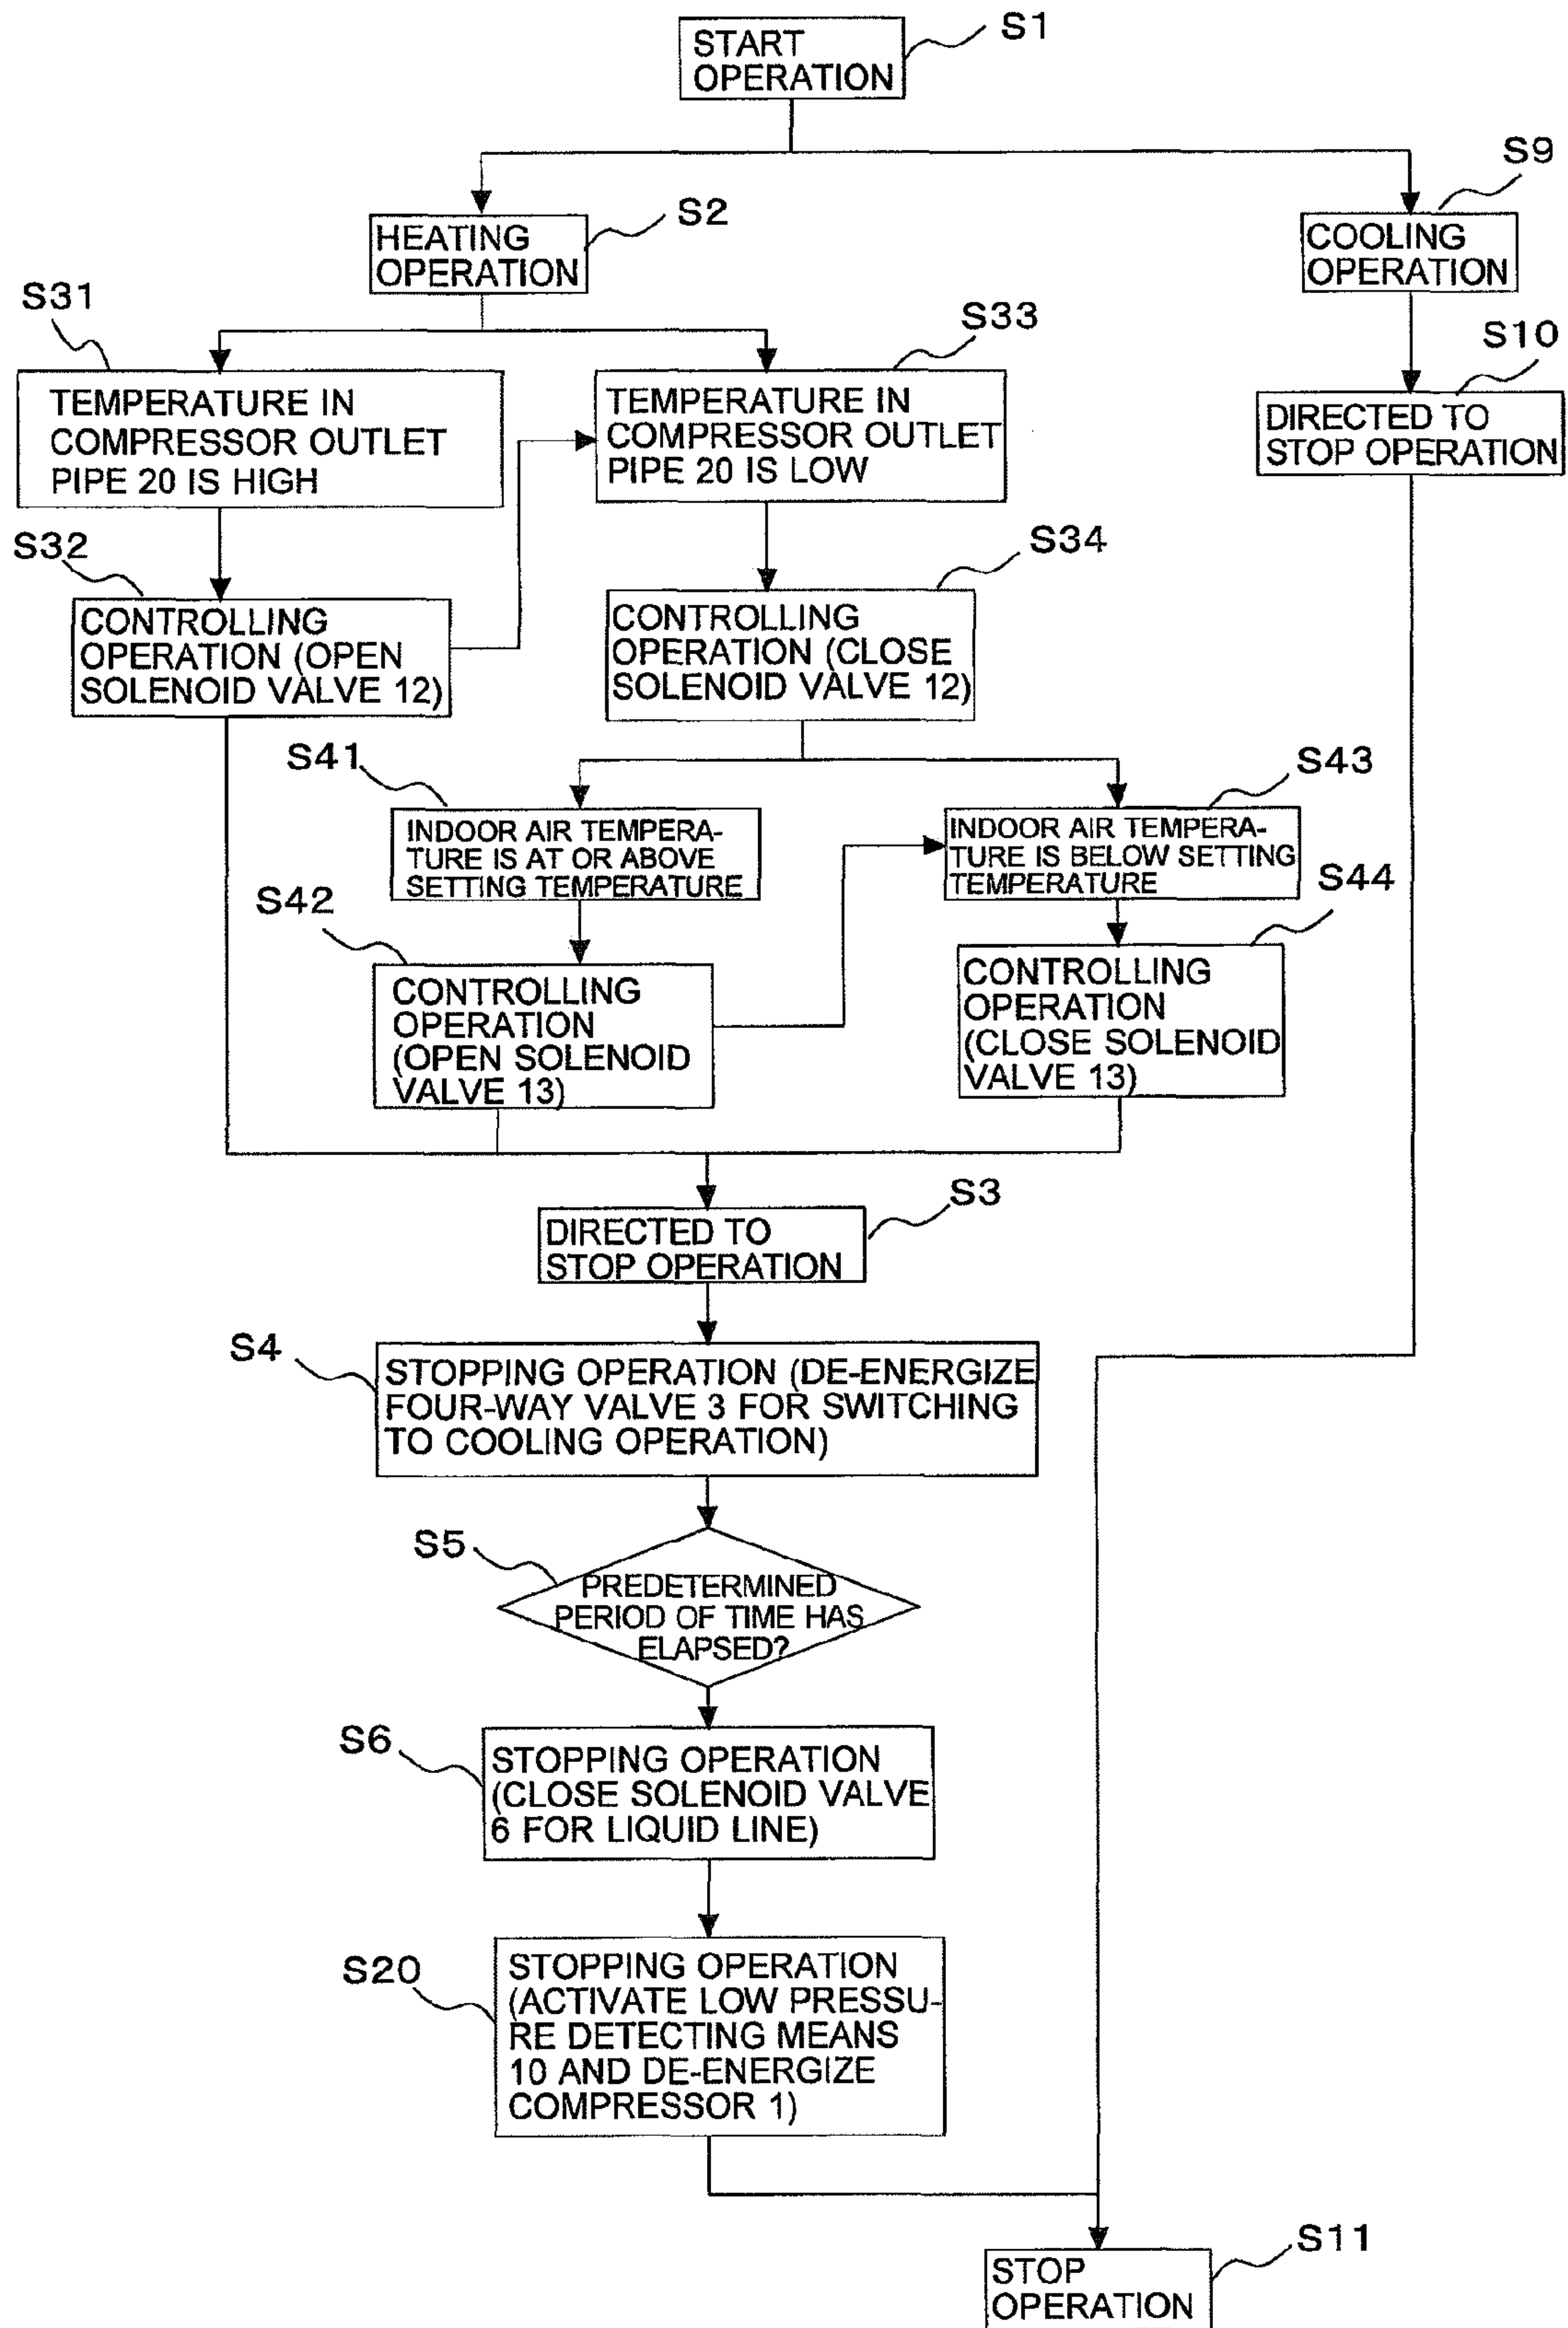 S1
START
OPERATION
S9
S2
HEATING
OPERATION
COOLING
OPERATION
S31
S33
S10
TEMPERATURE IN
COMPRESSOR OUTLET
PIPE 20 IS HIGH
TEMPERATURE IN
COMPRESSOR OUTLET
PIPE 20 IS LOW
DIRECTED TO
STOP OPERATION
S32
S34
CONTROLLING
OPERATION (OPEN
SOLENOID VALVE 12)
CONTROLLING
OPERATION (CLOSE
SOLENOID VALVE 12)
S41
S43
INDOOR AIR TEMPERA-
TURE IS AT OR ABOVE
SETTING TEMPERATURE
INDOOR AIR TEMPERA-
TURE IS BELOW SETTING
TEMPERATURE
S42
S44
CONTROLLING
OPERATION
(OPEN SOLENOID
VALVE 13)
CONTROLLING
OPERATION
(CLOSE SOLENOID
VALVE 13)
S3
DIRECTED TO
STOP OPERATION
S4
STOPPING OPERATION (DE-ENERGIZE
FOUR-WAY VALVE 3 FOR SWITCHING
TO COOLING OPERATION)
S5
PREDETERMINED
PERIOD OF TIME HAS
ELAPSED?
S6
STOPPING OPERATION
(CLOSE SOLENOID VALVE
6 FOR LIQUID LINE)
S20
STOPPING OPERATION
(ACTIVATE LOW PRESSU-
RE DETECTING MEANS
10 AND DE-ENERGIZE
COMPRESSOR 1)
S11
STOP
OPERATION